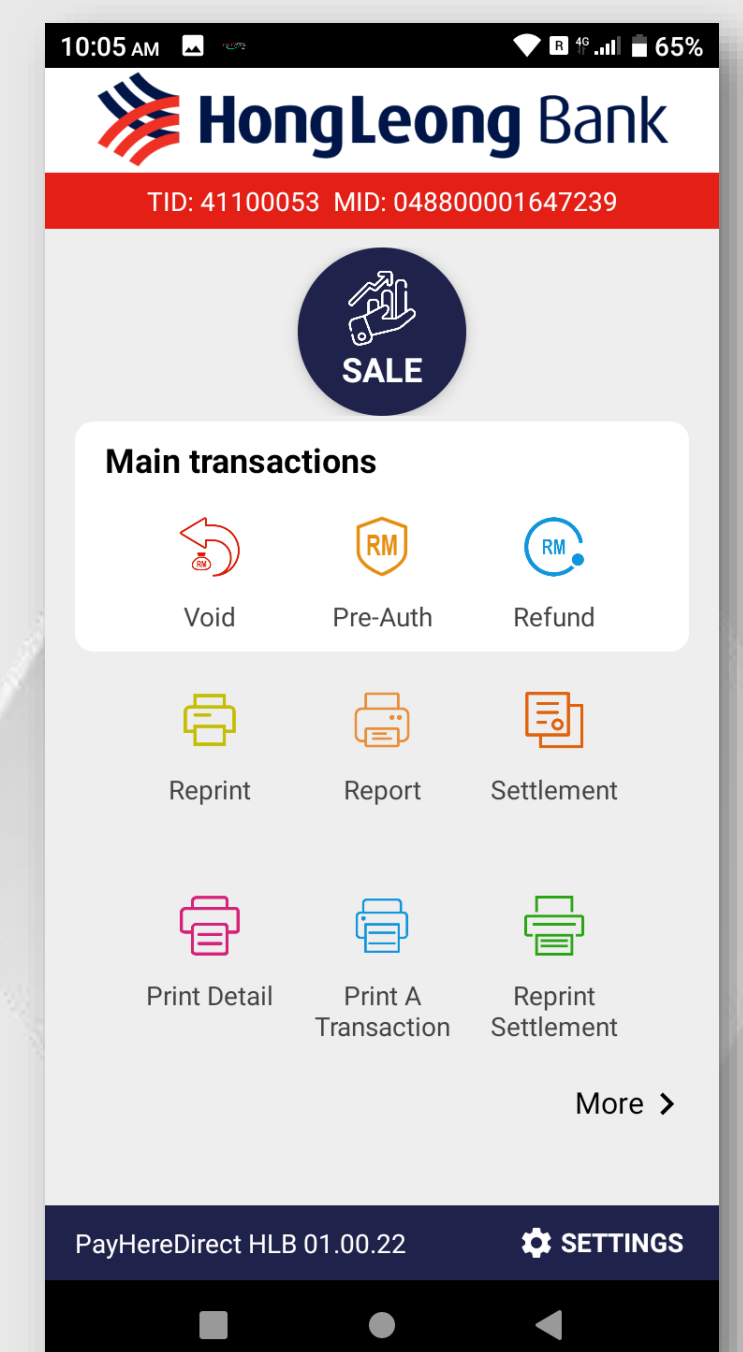 10:05 AM R 4G 65%
HongLeong Bank
TID: 41100053 MID: 048800001647239
SALE
Main transactions
RM RM RM
Void Pre-Auth Refund
Reprint Report Settlement
Print Detail Print A Reprint
Transaction Settlement
More
PayHereDirect HLB 01.00.22 SETTINGS